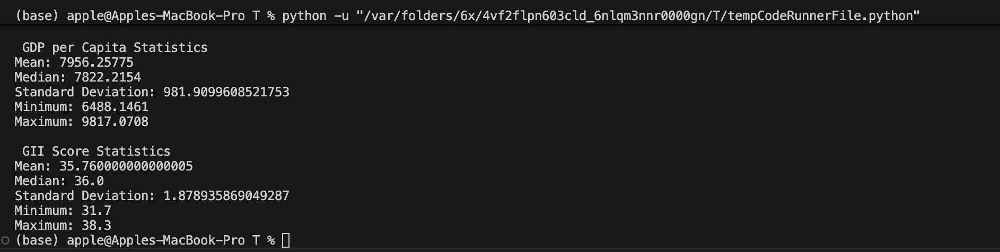 (base) apple@Apples-MacBook-Pro T % python -u "/var/folders/6x/4vf2flpn603cld_6nlqm3nnr0000gn/T/tempCodeRunnerFile.python"
GDP per Capita Statistics
Mean: 7956.25775
Median: 7822.2154
Standard Deviation: 981.9099608521753
Minimum: 6488.1461
Maximum: 9817.0708
GII Score Statistics
Mean: 35.760000000000005
Median: 36.0
Standard Deviation: 1.878935869049287
Minimum: 31.7
Maximum: 38.3
(base) apple@Apples-MacBook-Pro T %